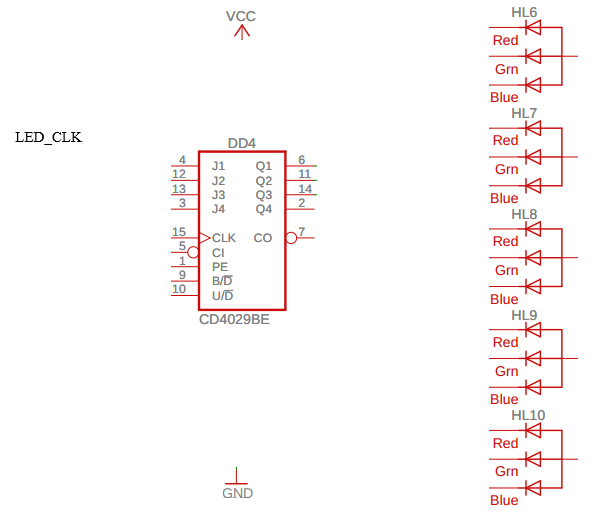 VCC
LED_CLK
DD4
4 J1 Q1 6
12 J2 Q2 11
13 J3 Q3 14
3 J4 Q4 2
15 CLK CO 7
5 CI
1 PE
9 B/D
10 U/D
CD4029BE
GND
HL6
Red
Grn
Blue
HL7
Red
Grn
Blue
HL8
Red
Grn
Blue
HL9
Red
Grn
Blue
HL10
Red
Grn
Blue